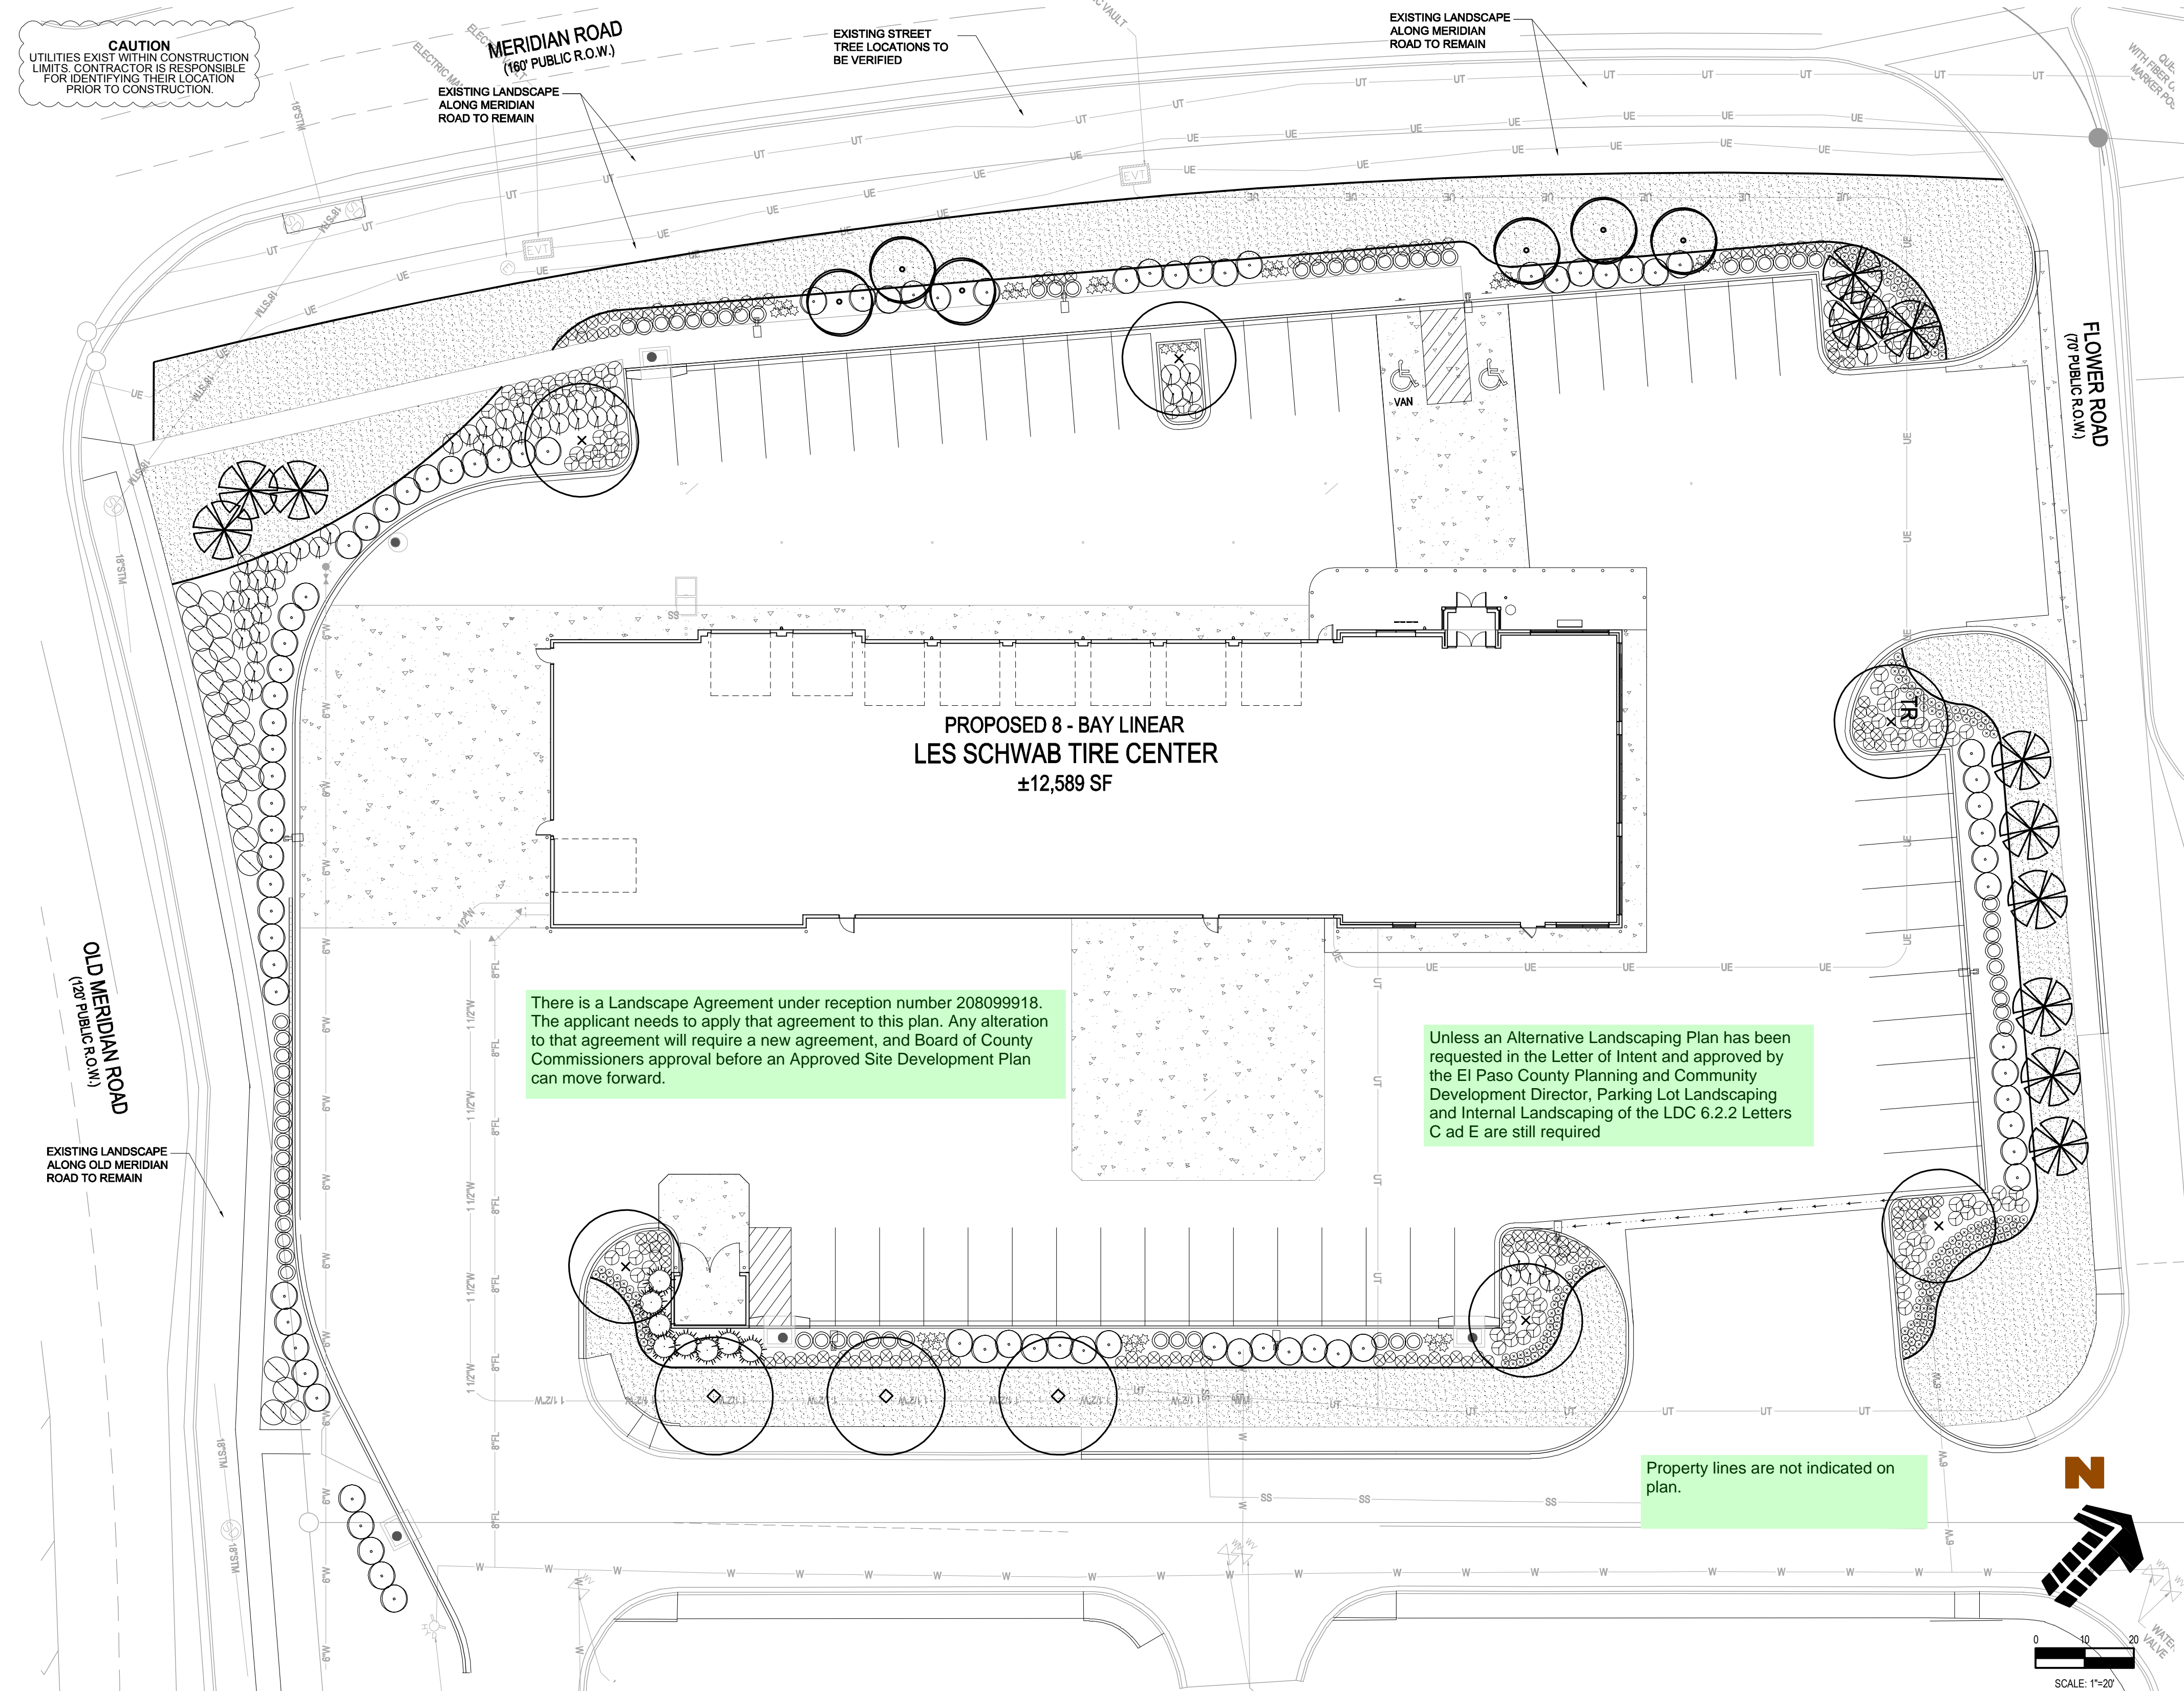 CAUTION
UTILITIES EXIST WITHIN CONSTRUCTION
LIMITS. CONTRACTOR IS RESPONSIBLE
FOR IDENTIFYING THEIR LOCATION
PRIOR TO CONSTRUCTION.
MERIDIAN ROAD
(160' PUBLIC R.O.W.)
EXISTING LANDSCAPE
ALONG MERIDIAN
ROAD TO REMAIN
EXISTING STREET
TREE LOCATIONS TO
BE VERIFIED
EXISTING LANDSCAPE
ALONG MERIDIAN
ROAD TO REMAIN
FLOWER ROAD
(70' PUBLIC R.O.W.)
EVT
EVT
VAN
TR
PROPOSED 8 - BAY LINEAR
LES SCHWAB TIRE CENTER
±12,589 SF
OLD MERIDIAN ROAD
(120' PUBLIC R.O.W.)
EXISTING LANDSCAPE
ALONG OLD MERIDIAN
ROAD TO REMAIN
There is a Landscape Agreement under reception number 208099918.
The applicant needs to apply that agreement to this plan. Any alteration
to that agreement will require a new agreement, and Board of County
Commissioners approval before an Approved Site Development Plan
can move forward.
Unless an Alternative Landscaping Plan has been
requested in the Letter of Intent and approved by
the El Paso County Planning and Community
Development Director, Parking Lot Landscaping
and Internal Landscaping of the LDC 6.2.2 Letters
C ad E are still required
Property lines are not indicated on
plan.
N
0 10 20
SCALE: 1"=20'
WATER
VALVE